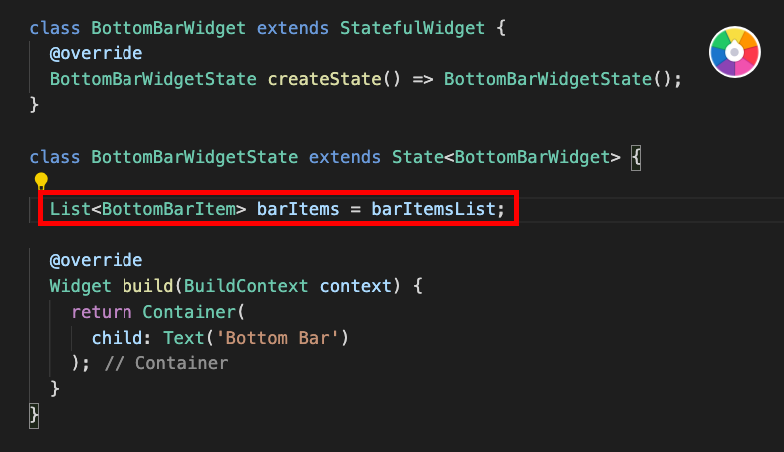 class BottomBarWidget extends StatefulWidget {
@override
BottomBarWidgetState createState() => BottomBarWidgetState();
}
class BottomBarWidgetState extends State<BottomBarWidget> {
List<BottomBarItem> barItems = barItemsList;
@override
Widget build(BuildContext context) {
return Container(
child: Text('Bottom Bar')
); // Container
}
}